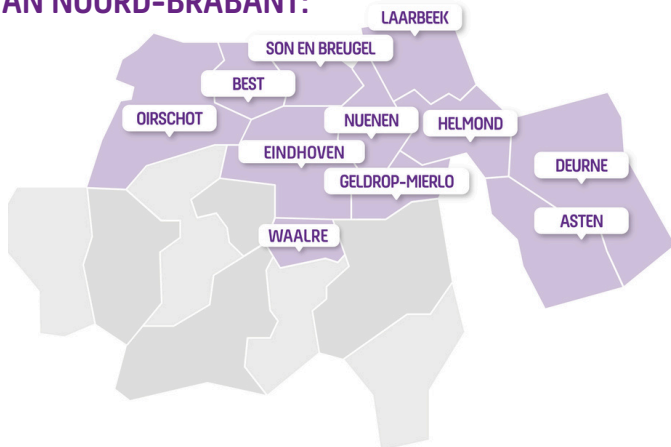 AN NOORD-BRABANT:
LAARBEEK
SON EN BREUGEL
BEST
OIRSCHOT
NUENEN
HELMOND
EINDHOVEN
DEURNE
GELDROP-MIERLO
ASTEN
WAALRE